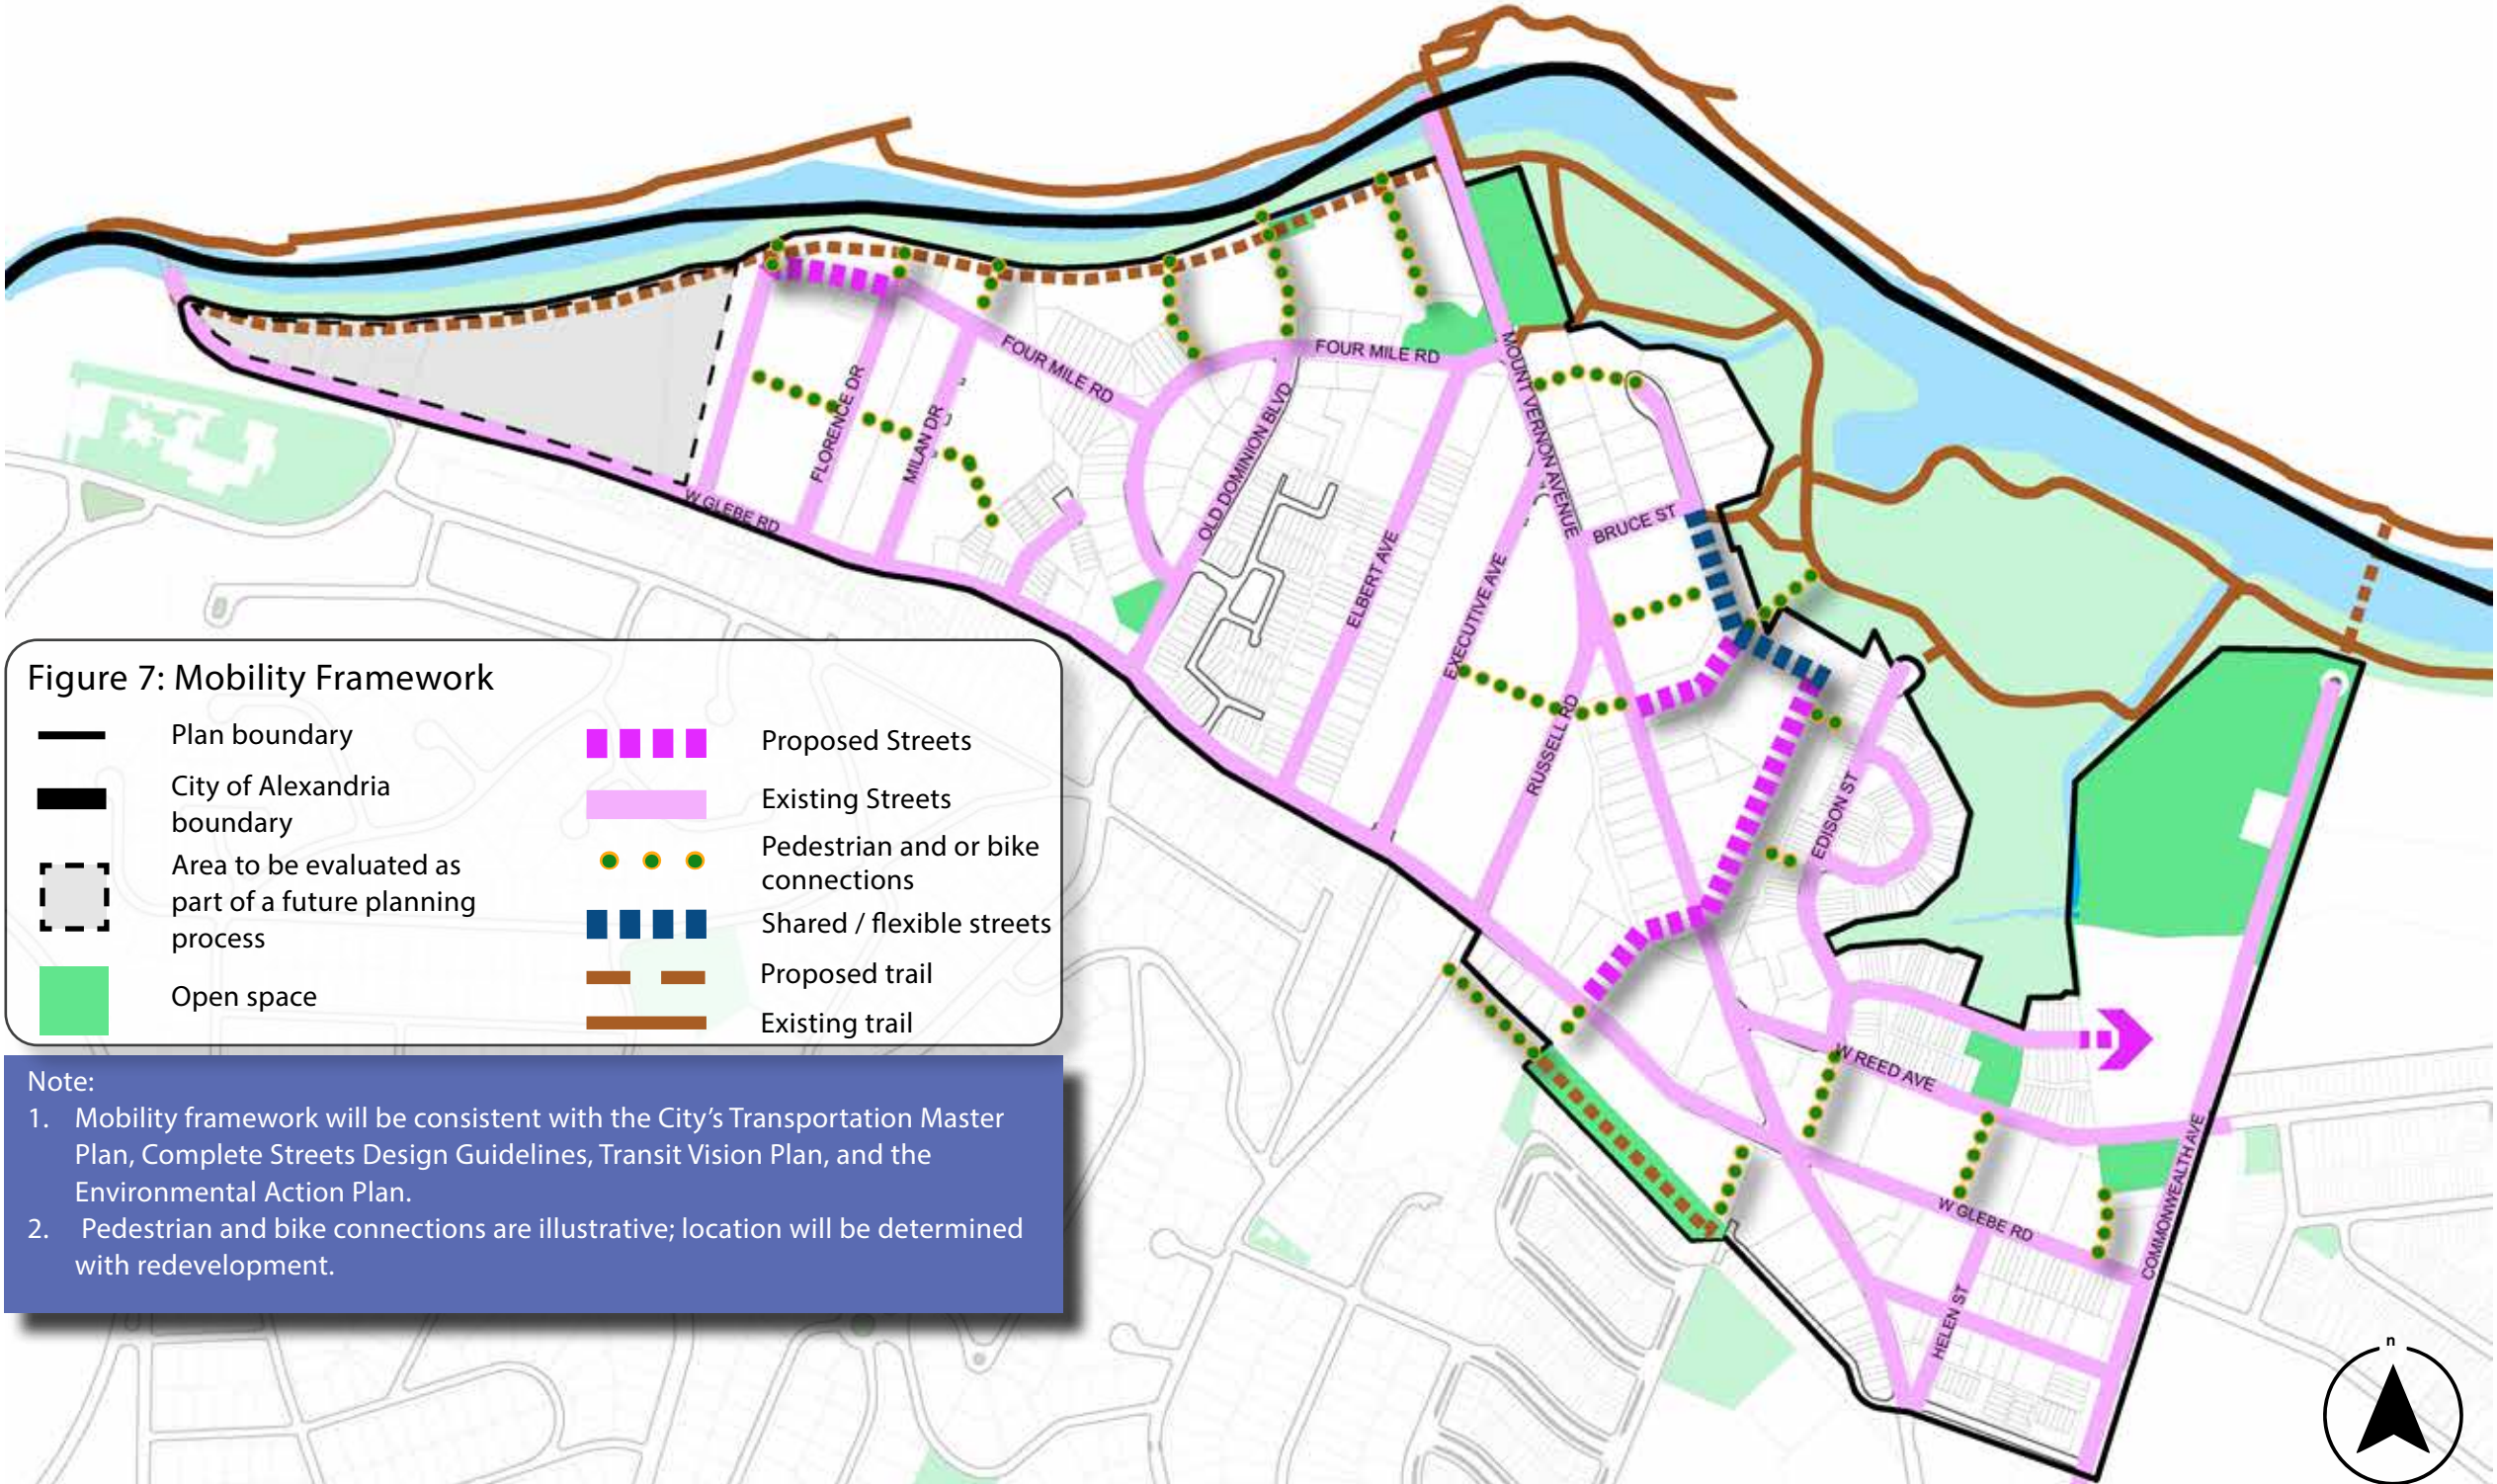 FOUR MILE RD
FOUR MILE RD
FLORENCE DR
MILAN DR
OLD DOMINION BLVD
MOUNT VERNON AVENUE
W GLEBE RD
BRUCE ST
ELBERT AVE
EXECUTIVE AVE
RUSSELL RD
EDISON ST
W REED AVE
W GLEBE RD
HELEN ST
COMMONWEALTH AVE
Figure 7: Mobility Framework
Plan boundary
City of Alexandria
boundary
Area to be evaluated as
part of a future planning
process
Open space
Proposed Streets
Existing Streets
Pedestrian and or bike
connections
Shared / flexible streets
Proposed trail
Existing trail
Note:
1. Mobility framework will be consistent with the City’s Transportation Master
Plan, Complete Streets Design Guidelines, Transit Vision Plan, and the
Environmental Action Plan.
2. Pedestrian and bike connections are illustrative; location will be determined
with redevelopment.
n